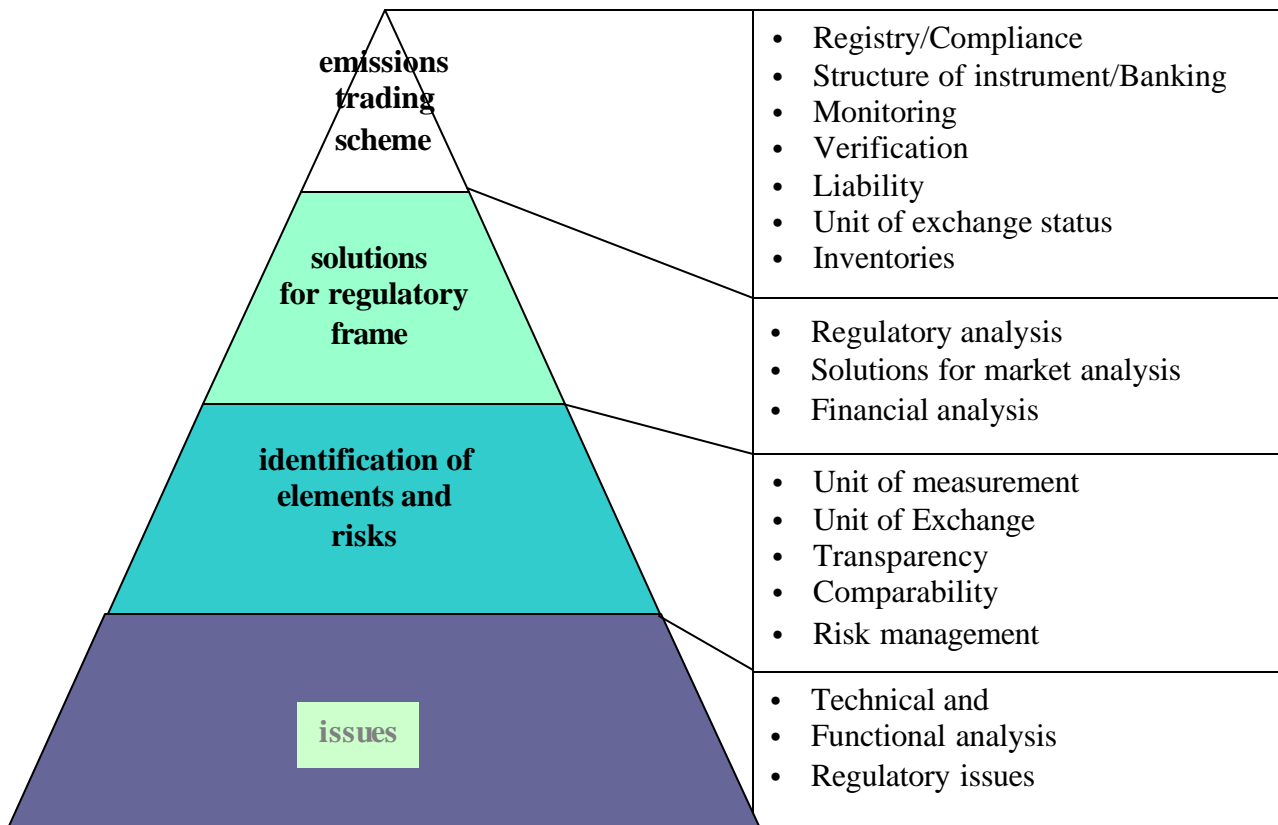 emissions
trading
scheme
• Registry/Compliance
• Structure of instrument/Banking
• Monitoring
• Verification
• Liability
• Unit of exchange status
• Inventories
solutions
for regulatory
frame
• Regulatory analysis
• Solutions for market analysis
• Financial analysis
identification of
elements and
risks
• Unit of measurement
• Unit of Exchange
• Transparency
• Comparability
• Risk management
issues
• Technical and
• Functional analysis
• Regulatory issues